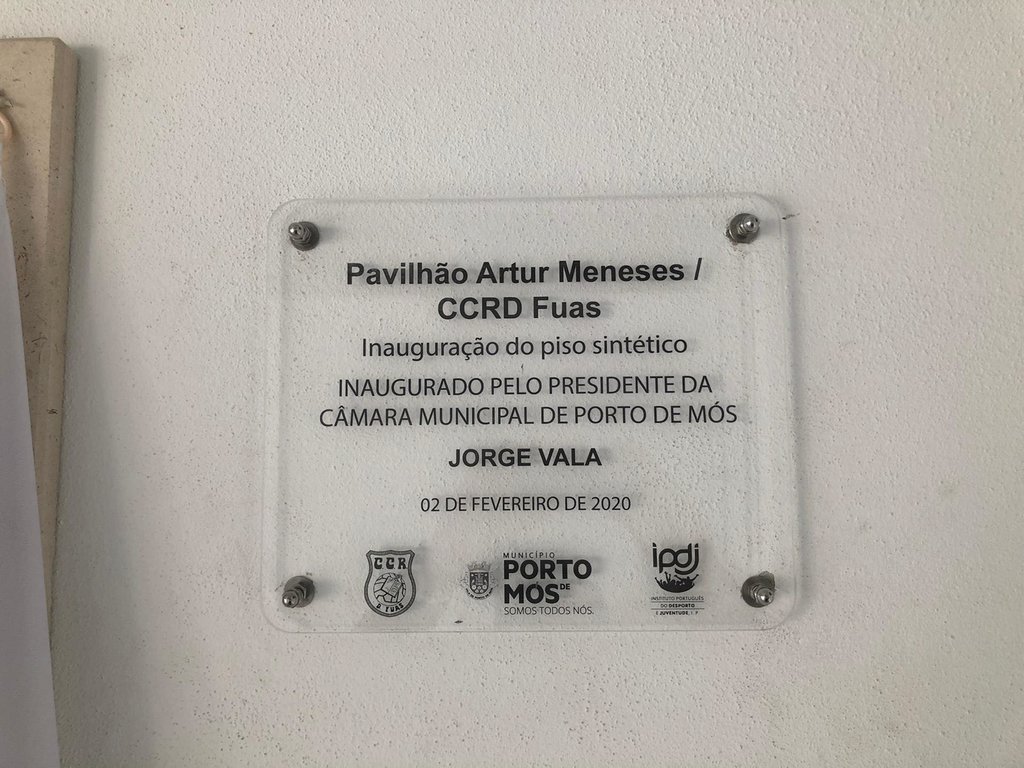 Pavilhão Artur Meneses /
CCRD Fuas
Inauguração do piso sintético
INAUGURADO PELO PRESIDENTE DA
CÂMARA MUNICIPAL DE PORTO DE MÓS
JORGE VALA
02 DE FEVEREIRO DE 2020
CCR
D. FUAS
MUNICÍPIO
PORTO
DE
MÓS
SOMOS TODOS NÓS.
ipdj
INSTITUTO PORTUGUÊS
DO DESPORTO
E JUVENTUDE, I. P.